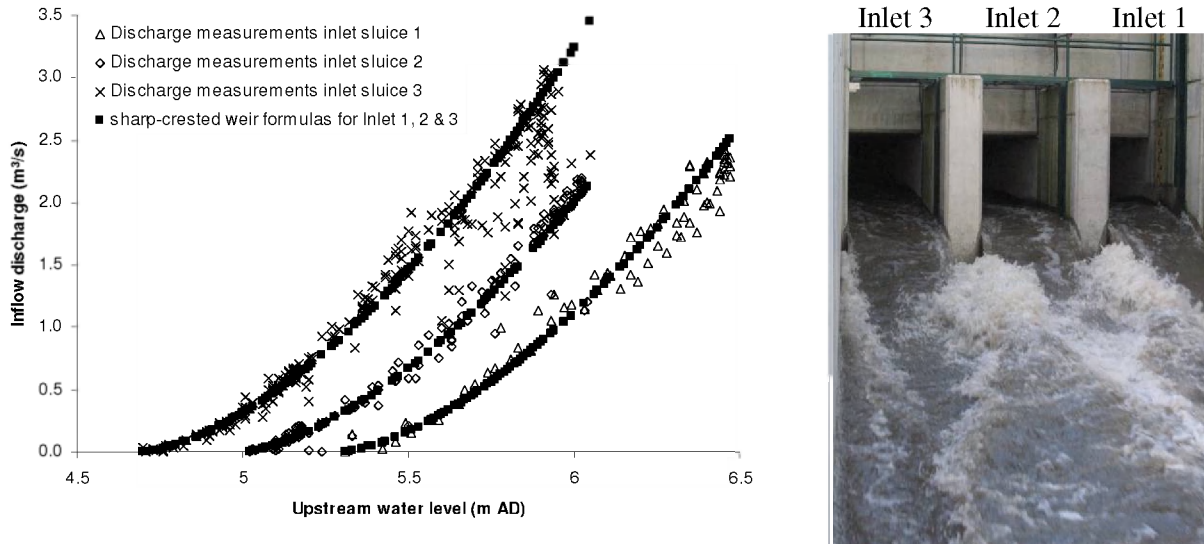 Inflow discharge (m³/s)
3.5
3.0
2.5
2.0
1.5
1.0
0.5
0.0
Discharge measurements inlet sluice 1
Discharge measurements inlet sluice 2
Discharge measurements inlet sluice 3
sharp-crested weir formulas for Inlet 1, 2 & 3
4.5 5 5.5 6 6.5
Upstream water level (m AD)
Inlet 3 Inlet 2 Inlet 1